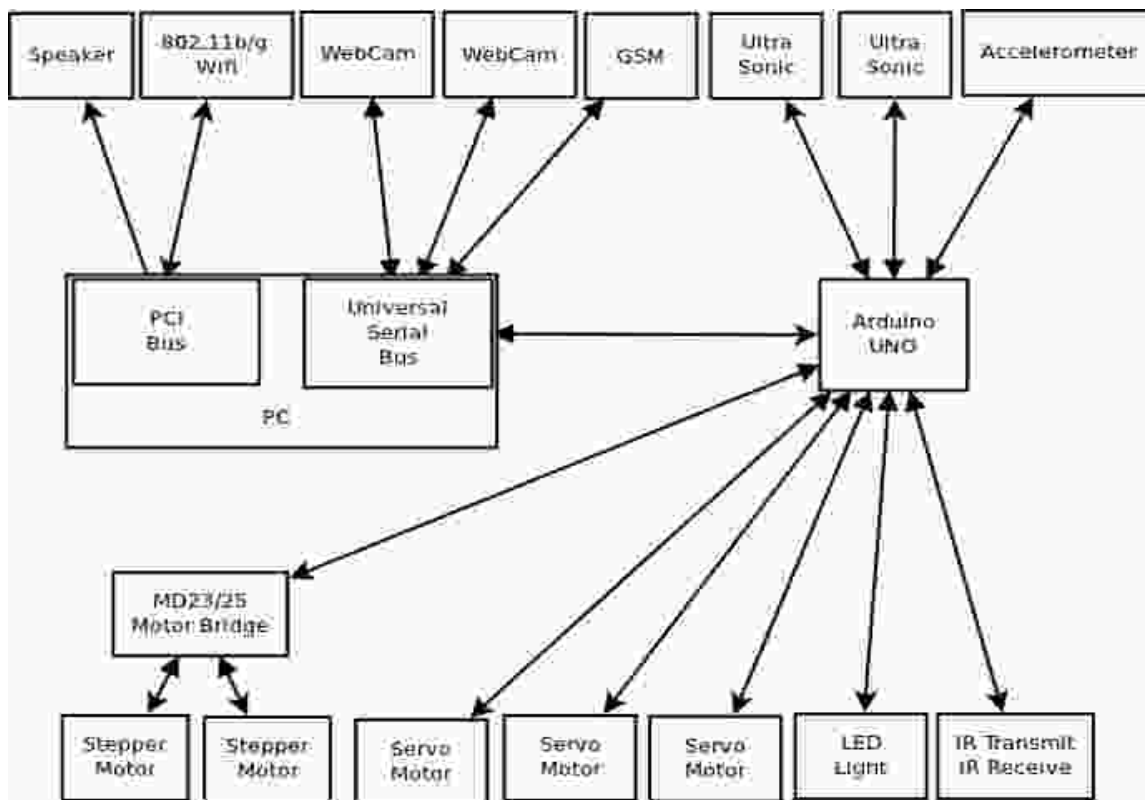 Speaker
802.11b/g
Wifi
WebCam
WebCam
GSM
Ultra
Sonic
Ultra
Sonic
Accelerometer
PCI
Bus
Universal
Serial
Bus
PC
Arduino
UNO
MD23/25
Motor Bridge
Stepper
Motor
Stepper
Motor
Servo
Motor
Servo
Motor
Servo
Motor
LED
Light
IR Transmit
IR Receive